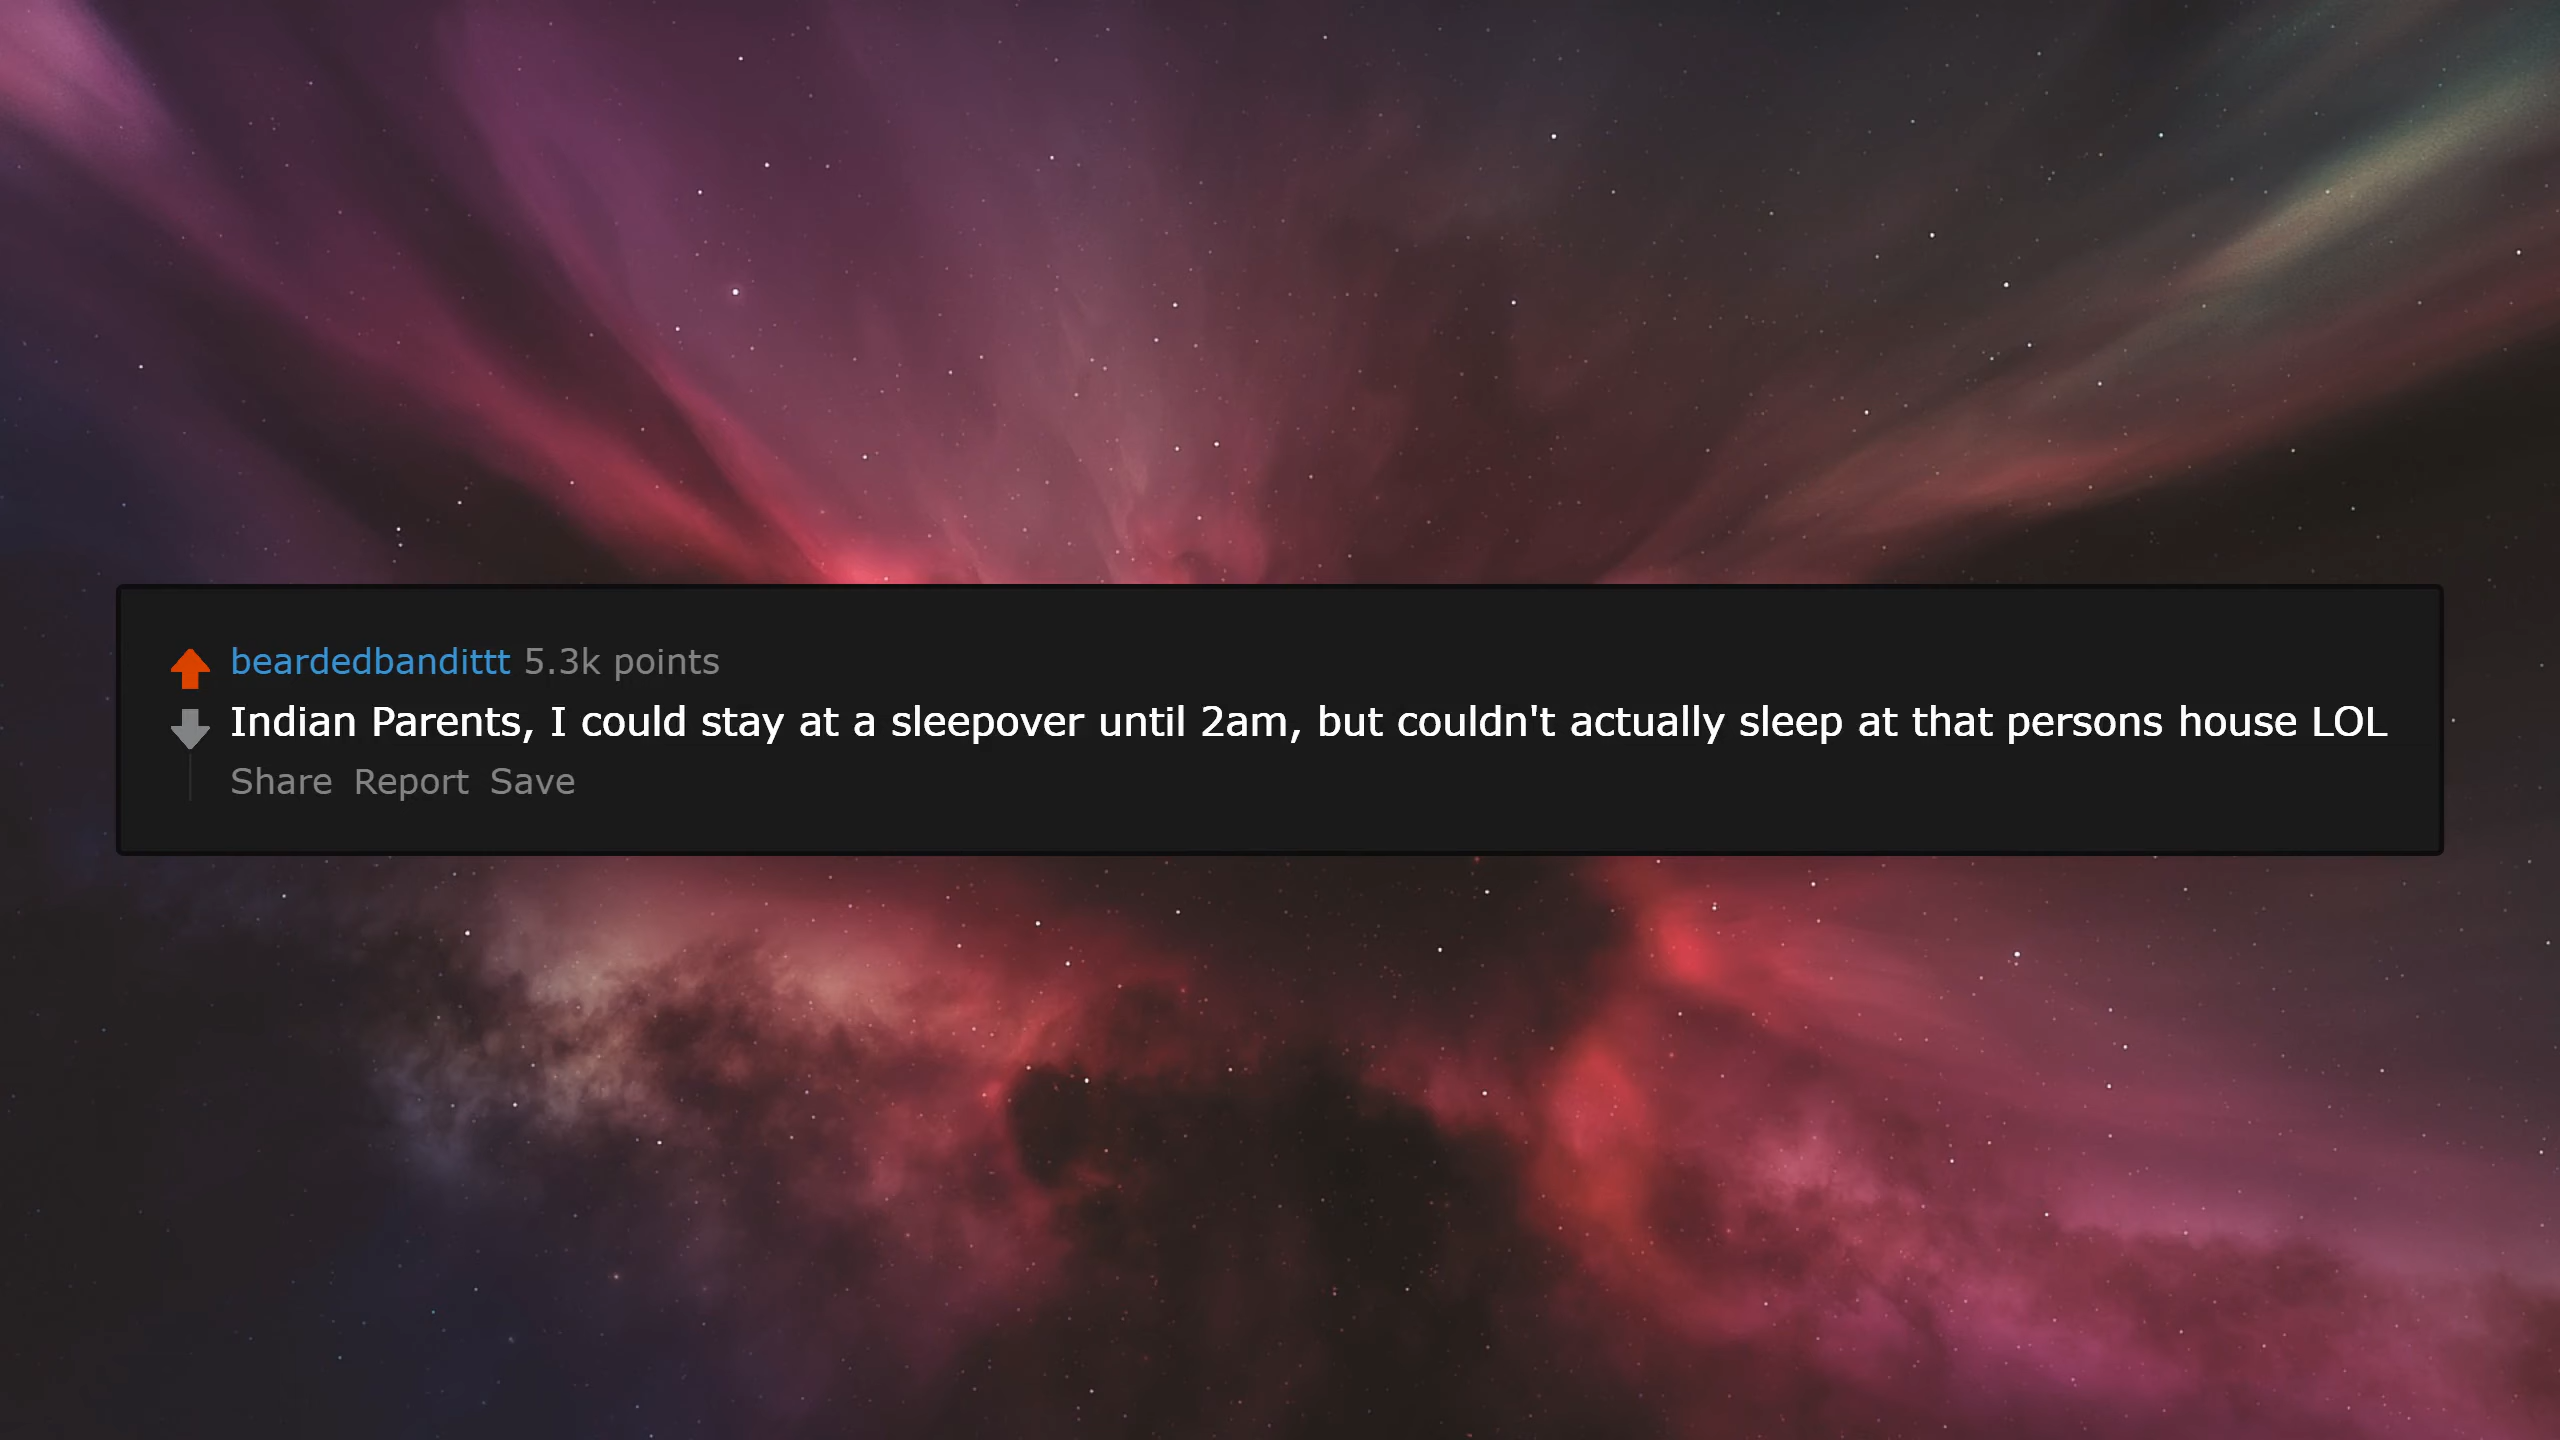 beardedbandittt 5.3k points
Indian Parents, I could stay at a sleepover until 2am, but couldn't actually sleep at that persons house LOL
Share Report Save